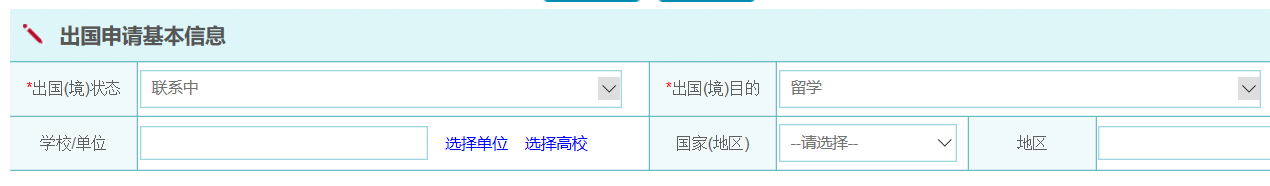 出国申请基本信息
*出国(境)状态 联系中 *出国(境)目的 留学
学校/单位 选择单位 选择高校 国家(地区) --请选择-- 地区